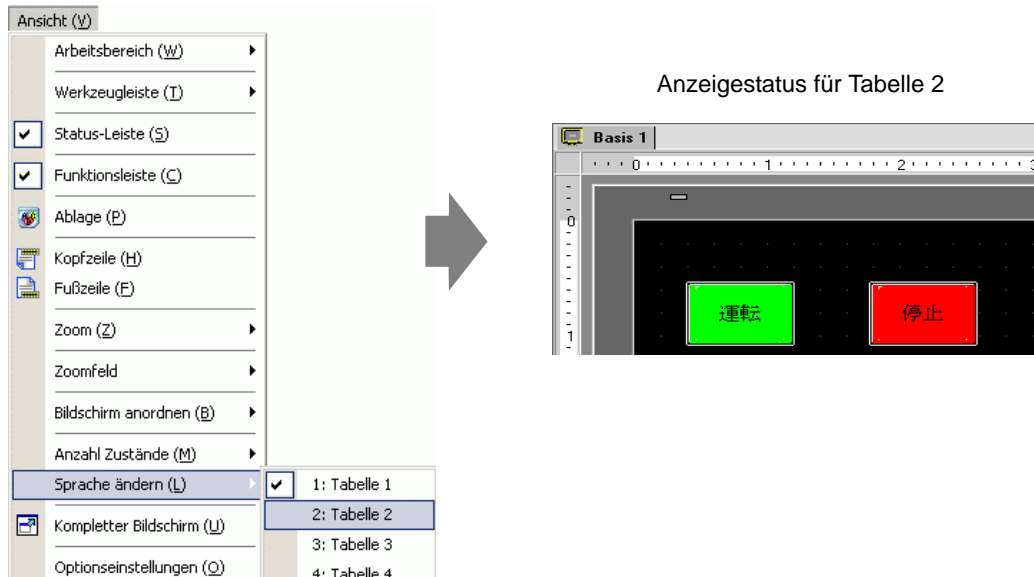 Ansicht (V)
Arbeitsbereich (W)
Werkzeugleiste (T)
Status-Leiste (S)
Funktionsleiste (C)
Ablage (P)
Kopfzeile (H)
Fußzeile (F)
Zoom (Z)
Zoomfeld
Bildschirm anordnen (B)
Anzahl Zustände (M)
Sprache ändern (L)
Kompletter Bildschirm (U)
Optionseinstellungen (O)
1: Tabelle 1
2: Tabelle 2
3: Tabelle 3
4: Tabelle 4
Anzeigestatus für Tabelle 2
Basis 1
0 1 2 3
0
運転 停止
1